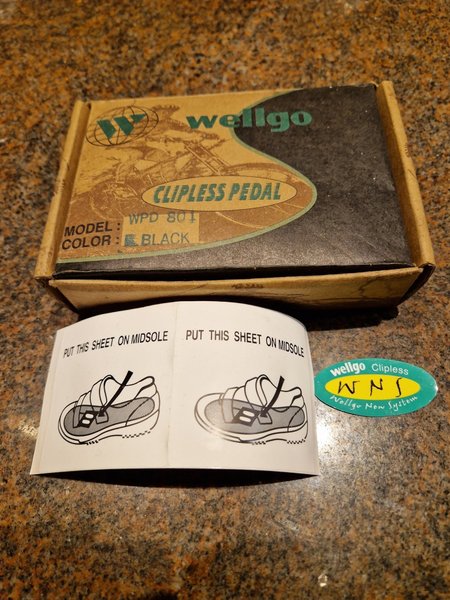 W
wellgo
CLIPLESS PEDAL
MODEL : WPD 801
COLOR : BLACK
PUT THIS SHEET ON MIDSOLE
PUT THIS SHEET ON MIDSOLE
wellgo Clipless
WNS
Wellgo New System